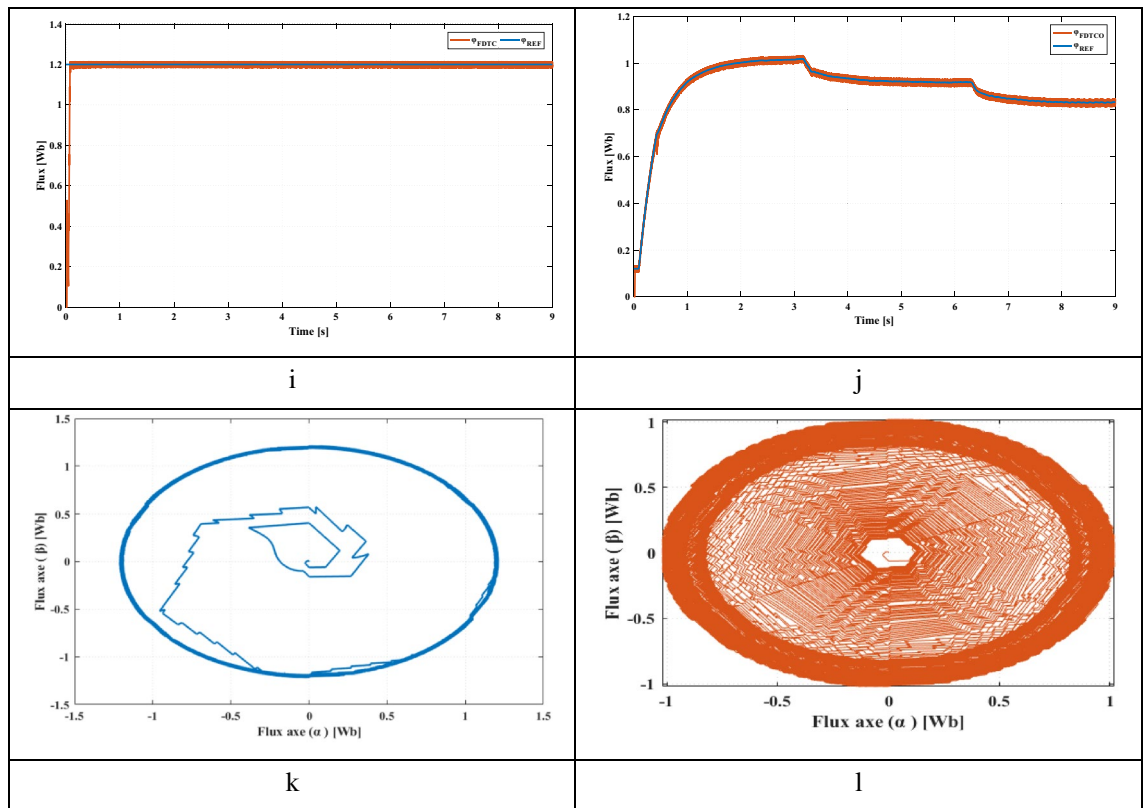 1.4
1.2
1
0.8
0.6
0.4
0.2
0
Flux [Wb]
φFDTC φREF
0 1 2 3 4 5 6 7 8 9
Time [s]
i
1.2
1
0.8
0.6
0.4
0.2
0
Flux [Wb]
φFDTCO
φREF
0 1 2 3 4 5 6 7 8 9
Time [s]
j
1.5
1
0.5
0
-0.5
-1
-1.5
Flux axe ( β) [Wb]
-1.5 -1 -0.5 0 0.5 1 1.5
Flux axe (α ) [Wb]
k
1
0.5
0
-0.5
-1
Flux axe ( β) [Wb]
-1 -0.5 0 0.5 1
Flux axe (α ) [Wb]
l